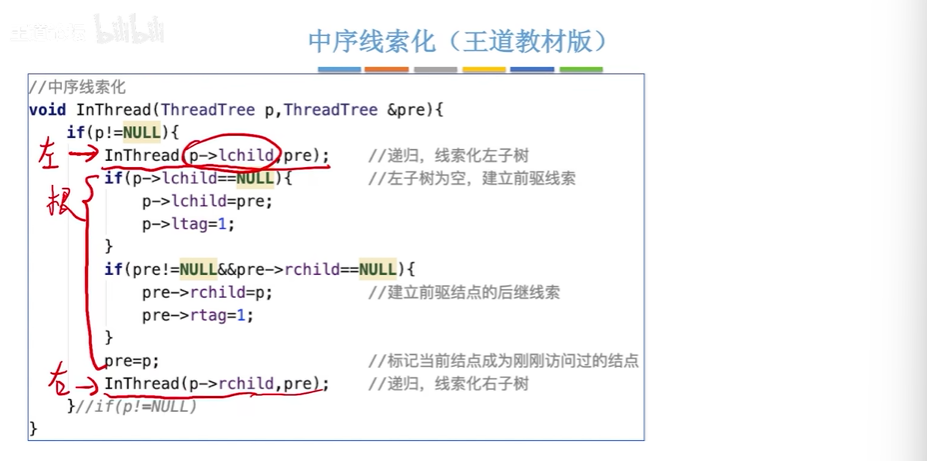 bilibili
中序线索化（王道教材版）
//中序线索化
void InThread(ThreadTree p,ThreadTree &pre){
if(p!=NULL){
左 InThread(p->lchild,pre); //递归，线索化左子树
根 if(p->lchild==NULL){ //左子树为空，建立前驱线索
p->lchild=pre;
p->ltag=1;
}
if(pre!=NULL&&pre->rchild==NULL){
pre->rchild=p; //建立前驱结点的后继线索
pre->rtag=1;
}
pre=p; //标记当前结点成为刚刚访问过的结点
右 InThread(p->rchild,pre); //递归，线索化右子树
}//if(p!=NULL)
}